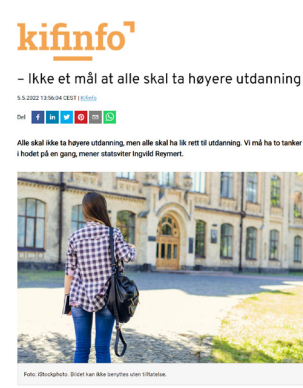 kifinfo
– Ikke et mål at alle skal ta høyere utdanning
5.5.2022 13:56:04 CEST | Kifinfo
Del
Alle skal ikke ta høyere utdanning, men alle skal ha lik rett til utdanning. Vi må ha to tanker
i hodet på en gang, mener statsviter Ingvild Reymert.
Foto: iStockphoto. Bildet kan ikke benyttes uten tillatelse.